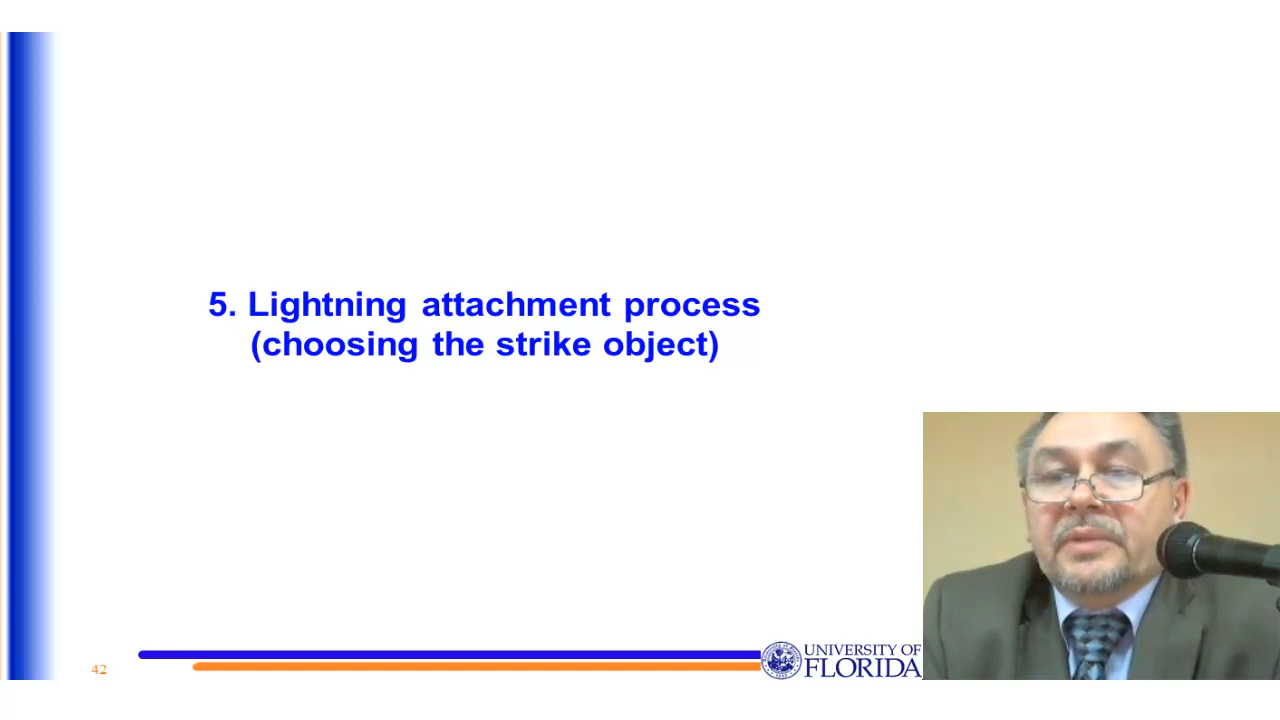 5. Lightning attachment process
(choosing the strike object)
42
UNIVERSITY OF
FLORIDA